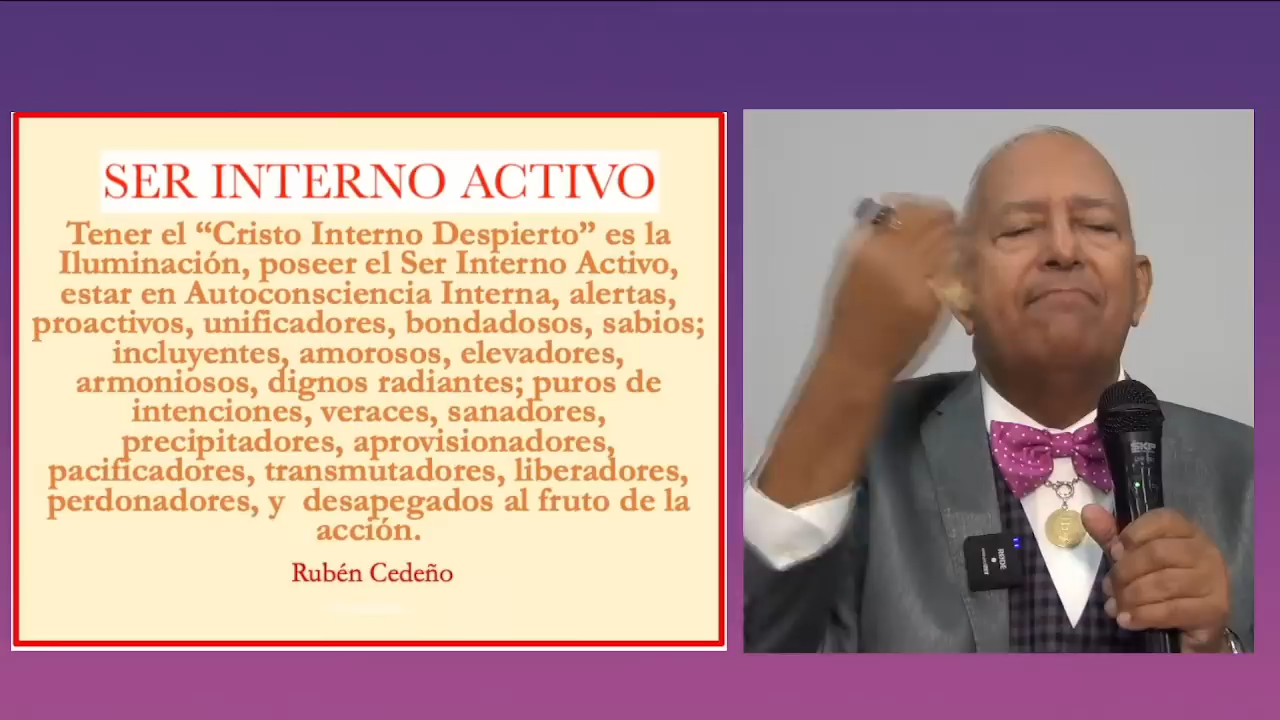 SER INTERNO ACTIVO
Tener el “Cristo Interno Despierto” es la
Iluminación, poseer el Ser Interno Activo,
estar en Autoconsciencia Interna, alertas,
proactivos, unificadores, bondadosos, sabios;
incluyentes, amorosos, elevadores,
armoniosos, dignos radiantes; puros de
intenciones, veraces, sanadores,
precipitadores, aprovisionadores,
pacificadores, transmutadores, liberadores,
perdonadores, y  desapegados al fruto de la
acción.
Rubén Cedeño
SKP
RODE